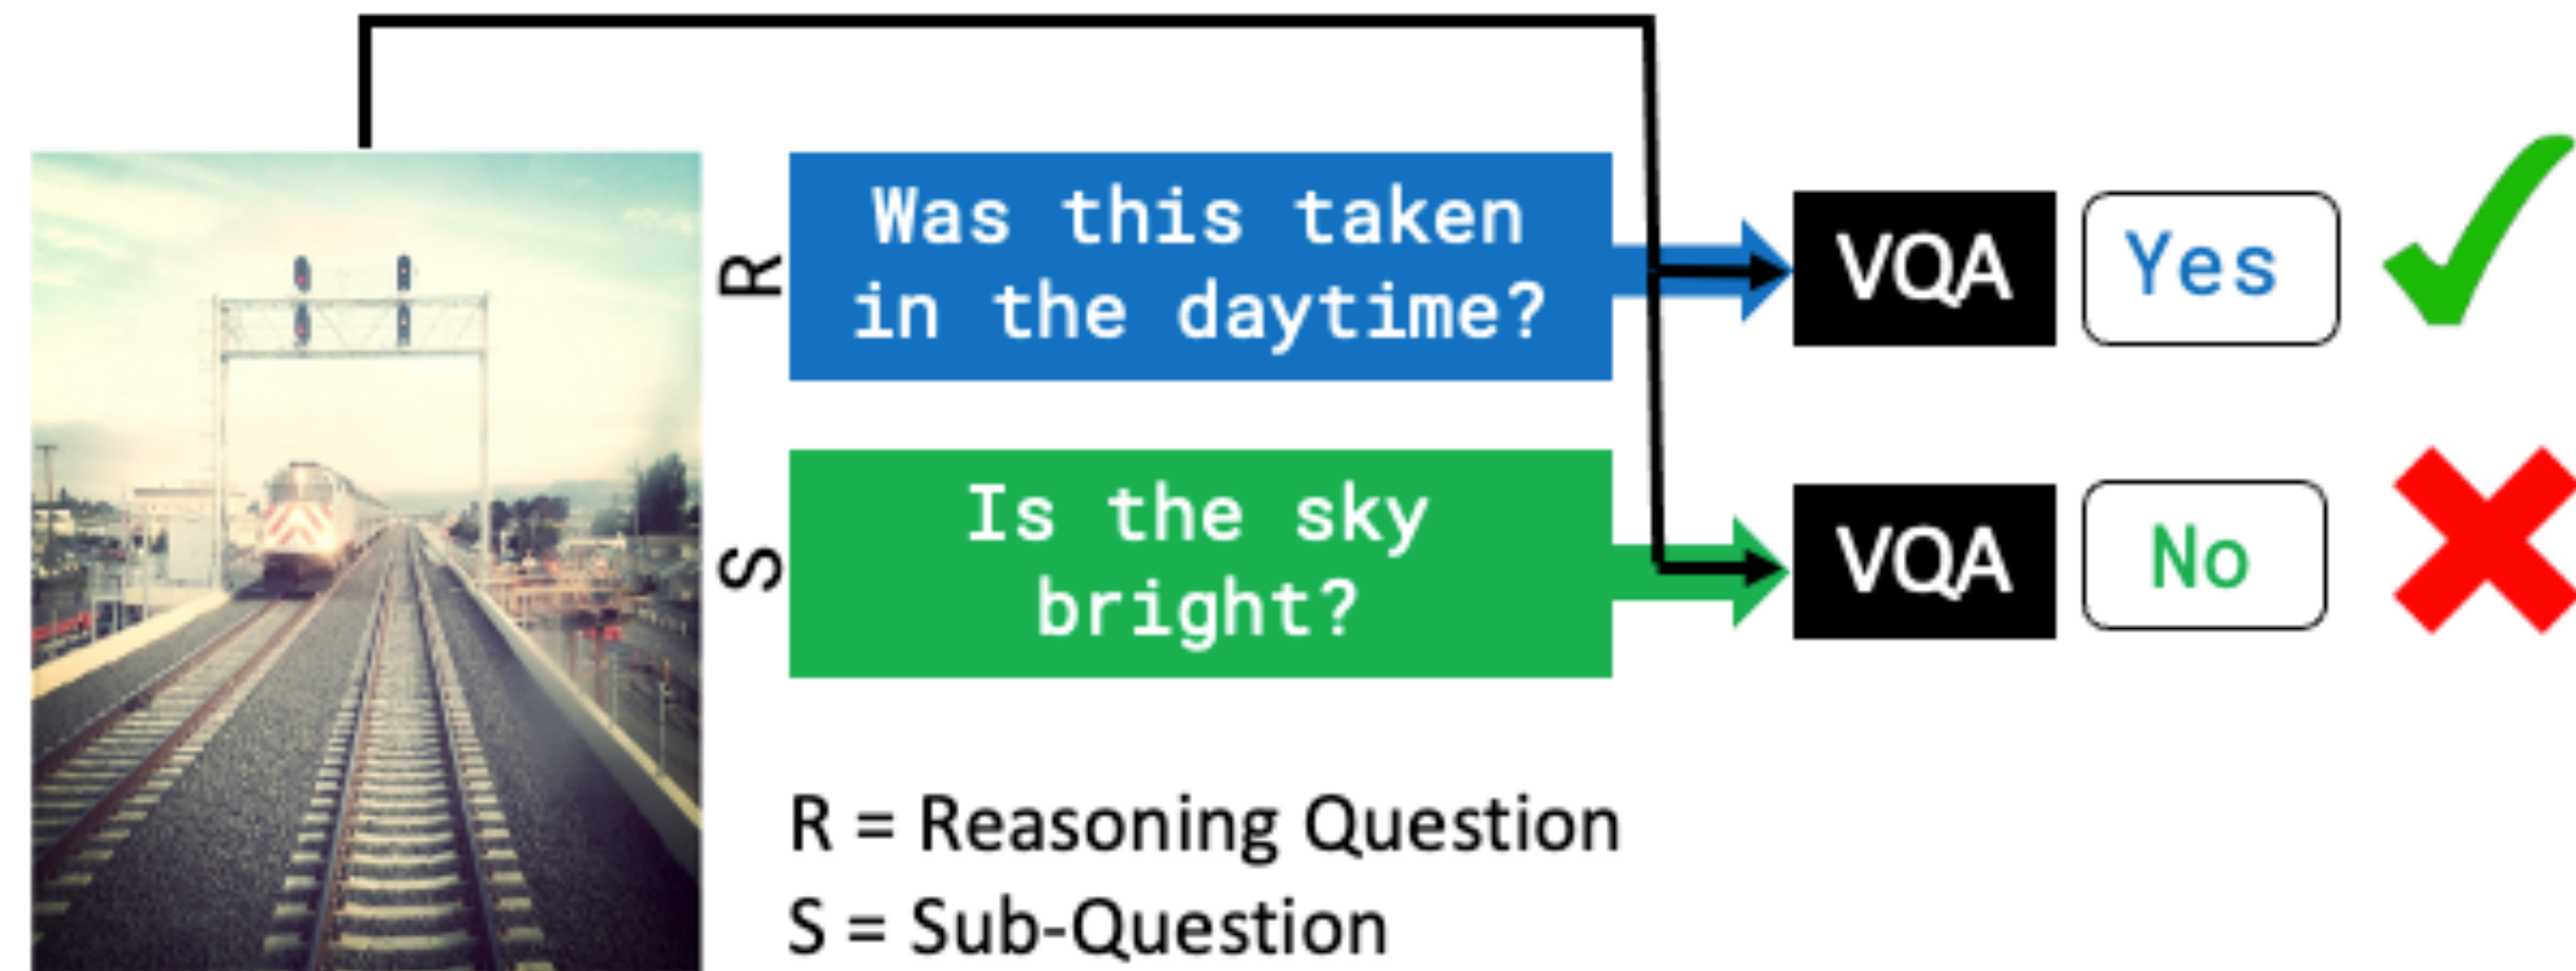 R
Was this taken
in the daytime?
VQA
Yes
S
Is the sky
bright?
VQA
No
R = Reasoning Question
S = Sub-Question